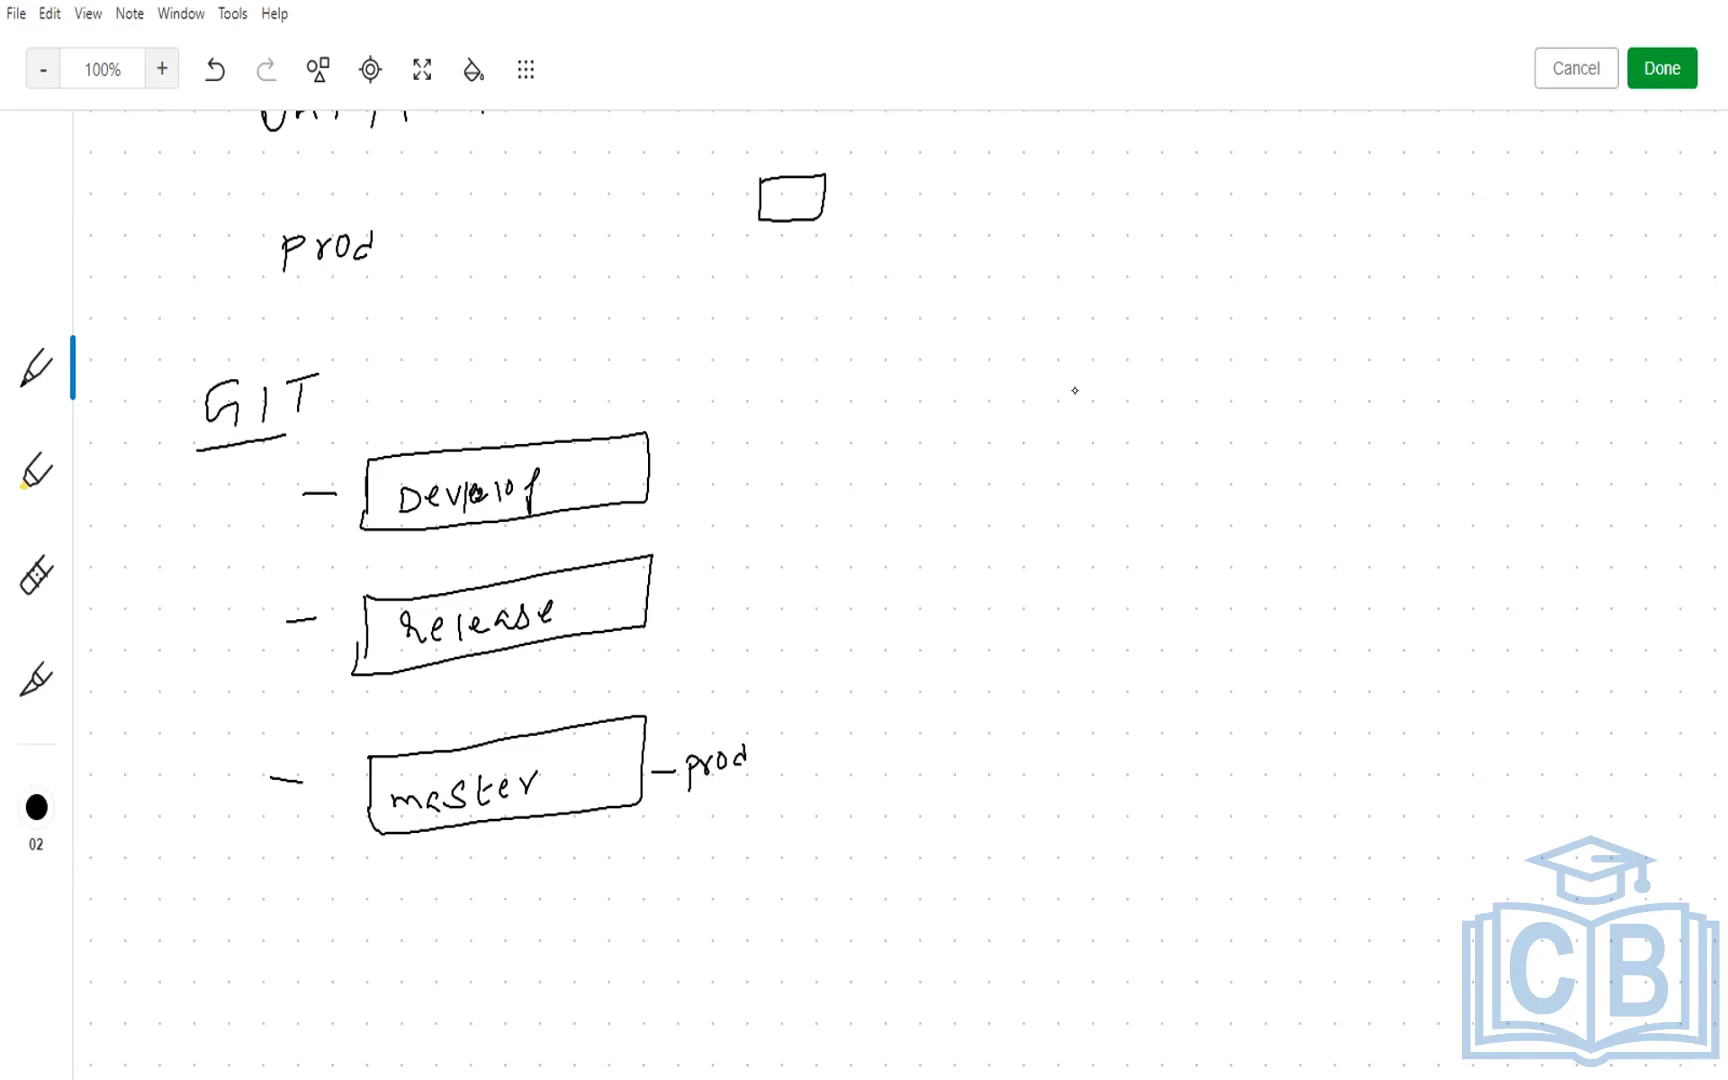 File Edit View Note Window Tools Help
- 100% +
Cancel Done
prod
GIT
- Develop
- release
- master - prod
02
CB